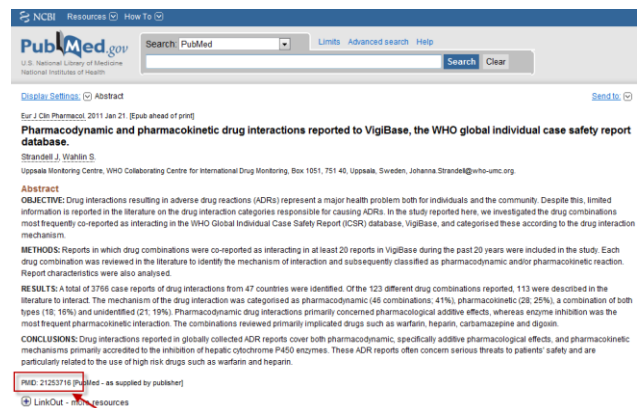 NCBI Resources How To
PubMed.gov
U.S. National Library of Medicine
National Institutes of Health
Search: PubMed
Limits Advanced search Help
Search Clear
Display Settings: Abstract
Send to:
Eur J Clin Pharmacol. 2011 Jan 21. [Epub ahead of print]
Pharmacodynamic and pharmacokinetic drug interactions reported to VigiBase, the WHO global individual case safety report
database.
Strandell J, Wahlin S.
Uppsala Monitoring Centre, WHO Collaborating Centre for International Drug Monitoring, Box 1051, 751 40, Uppsala, Sweden, Johanna.Strandell@who-umc.org.
Abstract
OBJECTIVE: Drug interactions resulting in adverse drug reactions (ADRs) represent a major health problem both for individuals and the community. Despite this, limited
information is reported in the literature on the drug interaction categories responsible for causing ADRs. In the study reported here, we investigated the drug combinations
most frequently co-reported as interacting in the WHO Global Individual Case Safety Report (ICSR) database, VigiBase, and categorised these according to the drug interaction
mechanism.
METHODS: Reports in which drug combinations were co-reported as interacting in at least 20 reports in VigiBase during the past 20 years were included in the study. Each
drug combination was reviewed in the literature to identify the mechanism of interaction and subsequently classified as pharmacodynamic and/or pharmacokinetic reaction.
Report characteristics were also analysed.
RESULTS: A total of 3766 case reports of drug interactions from 47 countries were identified. Of the 123 different drug combinations reported, 113 were described in the
literature to interact. The mechanism of the drug interaction was categorised as pharmacodynamic (46 combinations; 41%), pharmacokinetic (28; 25%), a combination of both
types (18; 16%) and unidentified (21; 19%). Pharmacodynamic drug interactions primarily concerned pharmacological additive effects, whereas enzyme inhibition was the
most frequent pharmacokinetic interaction. The combinations reviewed primarily implicated drugs such as warfarin, heparin, carbamazepine and digoxin.
CONCLUSIONS: Drug interactions reported in globally collected ADR reports cover both pharmacodynamic, specifically additive pharmacological effects, and pharmacokinetic
mechanisms primarily accredited to the inhibition of hepatic cytochrome P450 enzymes. These ADR reports often concern serious threats to patients' safety and are
particularly related to the use of high risk drugs such as warfarin and heparin.
PMID: 21253716 [PubMed - as supplied by publisher]
LinkOut - more resources